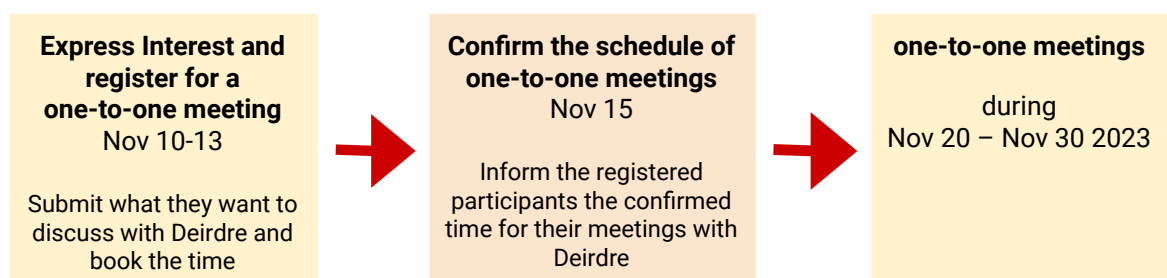 Express Interest and
register for a
one-to-one meeting
Nov 10-13
Submit what they want to
discuss with Deirdre and
book the time
Confirm the schedule of
one-to-one meetings
Nov 15
Inform the registered
participants the confirmed
time for their meetings with
Deirdre
one-to-one meetings
during
Nov 20 – Nov 30 2023